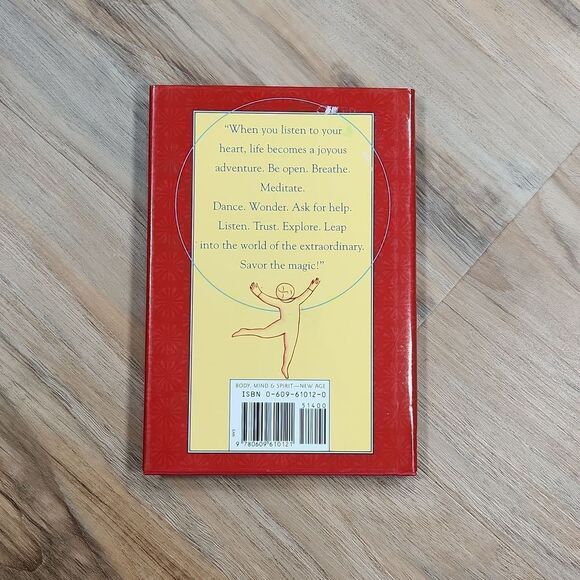 “When you listen to your
heart, life becomes a joyous
adventure. Be open. Breathe.
Meditate.
Dance. Wonder. Ask for help.
Listen. Trust. Explore. Leap
into the world of the extraordinary.
Savor the magic!”
BODY, MIND & SPIRIT—NEW AGE
ISBN 0-609-61012-0
51400
9 780609 610121